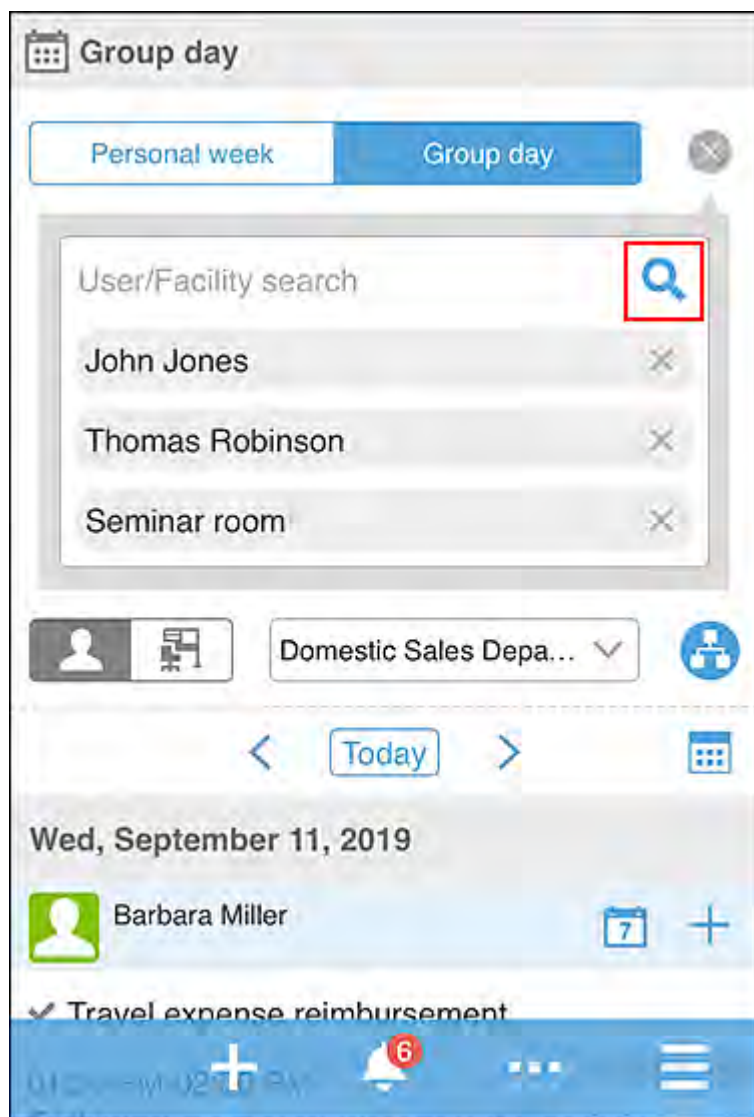 Group day
Personal week Group day
User/Facility search
John Jones
Thomas Robinson
Seminar room
Domestic Sales Depa...
Today
Wed, September 11, 2019
Barbara Miller
7
Travel expense reimbursement
6